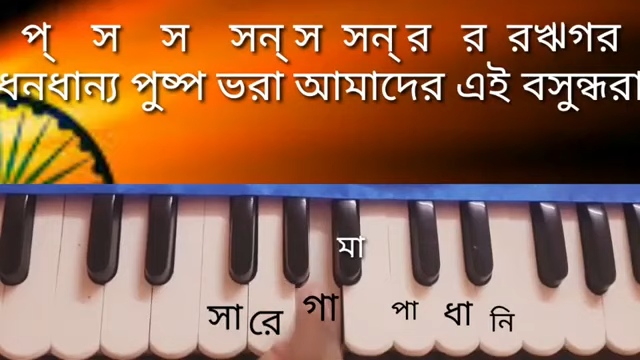 প্ স স সন্ স সন্ র র রঋগর
ধনধান্য পুষ্প ভরা আমাদের এই বসুন্ধরা
মা
সা রে গা পা ধা নি